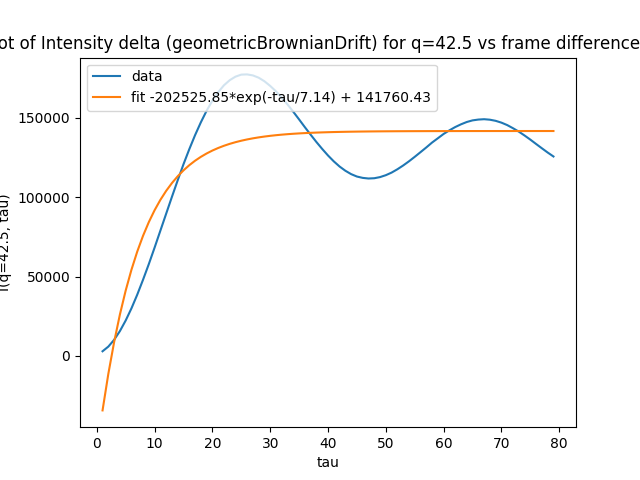 ot of Intensity delta (geometricBrownianDrift) for q=42.5 vs frame difference
data
fit -202525.85*exp(-tau/7.14) + 141760.43
I(q=42.5, tau)
150000
100000
50000
0
0 10 20 30 40 50 60 70 80
tau